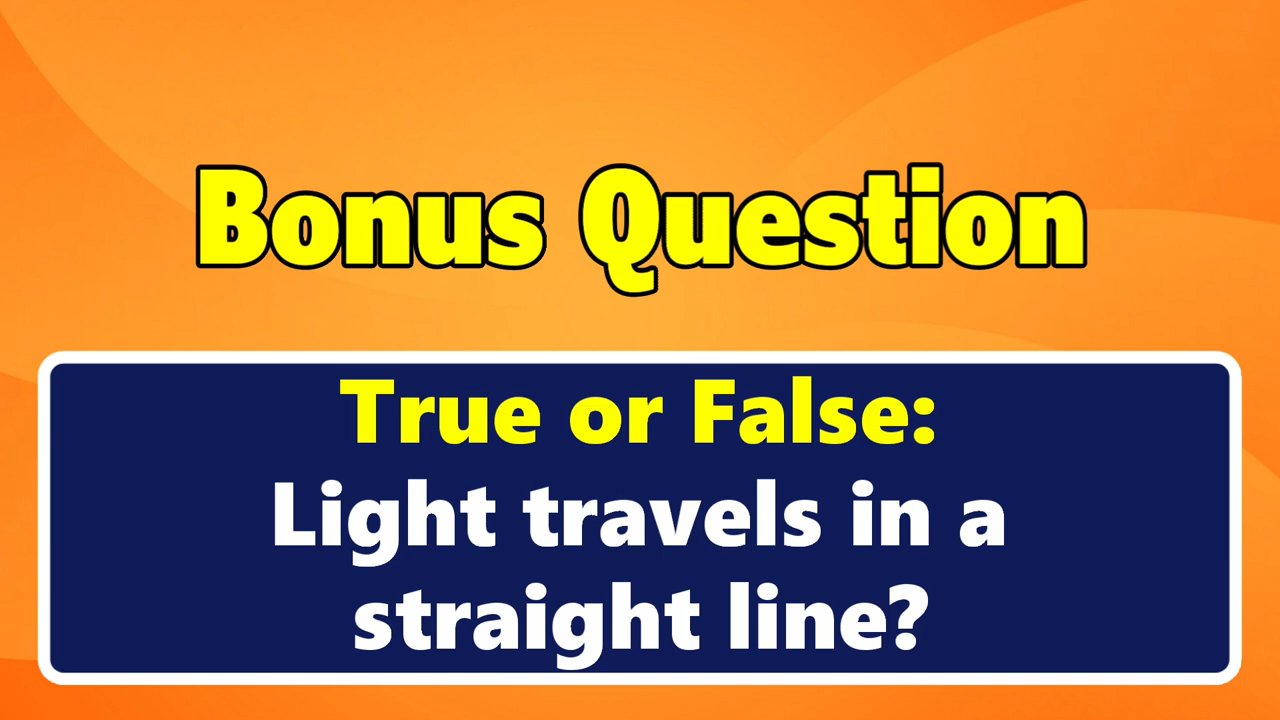 Bonus Question
True or False:
Light travels in a
straight line?